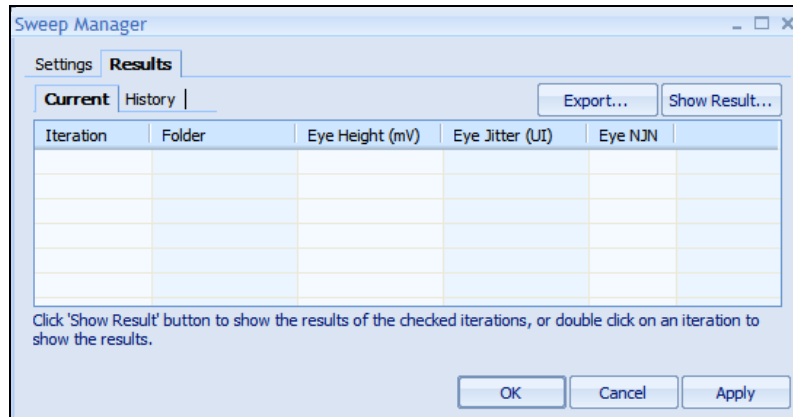 Sweep Manager
Settings Results
Current History Export... Show Result...
Iteration Folder Eye Height (mV) Eye Jitter (UI) Eye NJN
Click 'Show Result' button to show the results of the checked iterations, or double click on an iteration to
show the results.
OK Cancel Apply